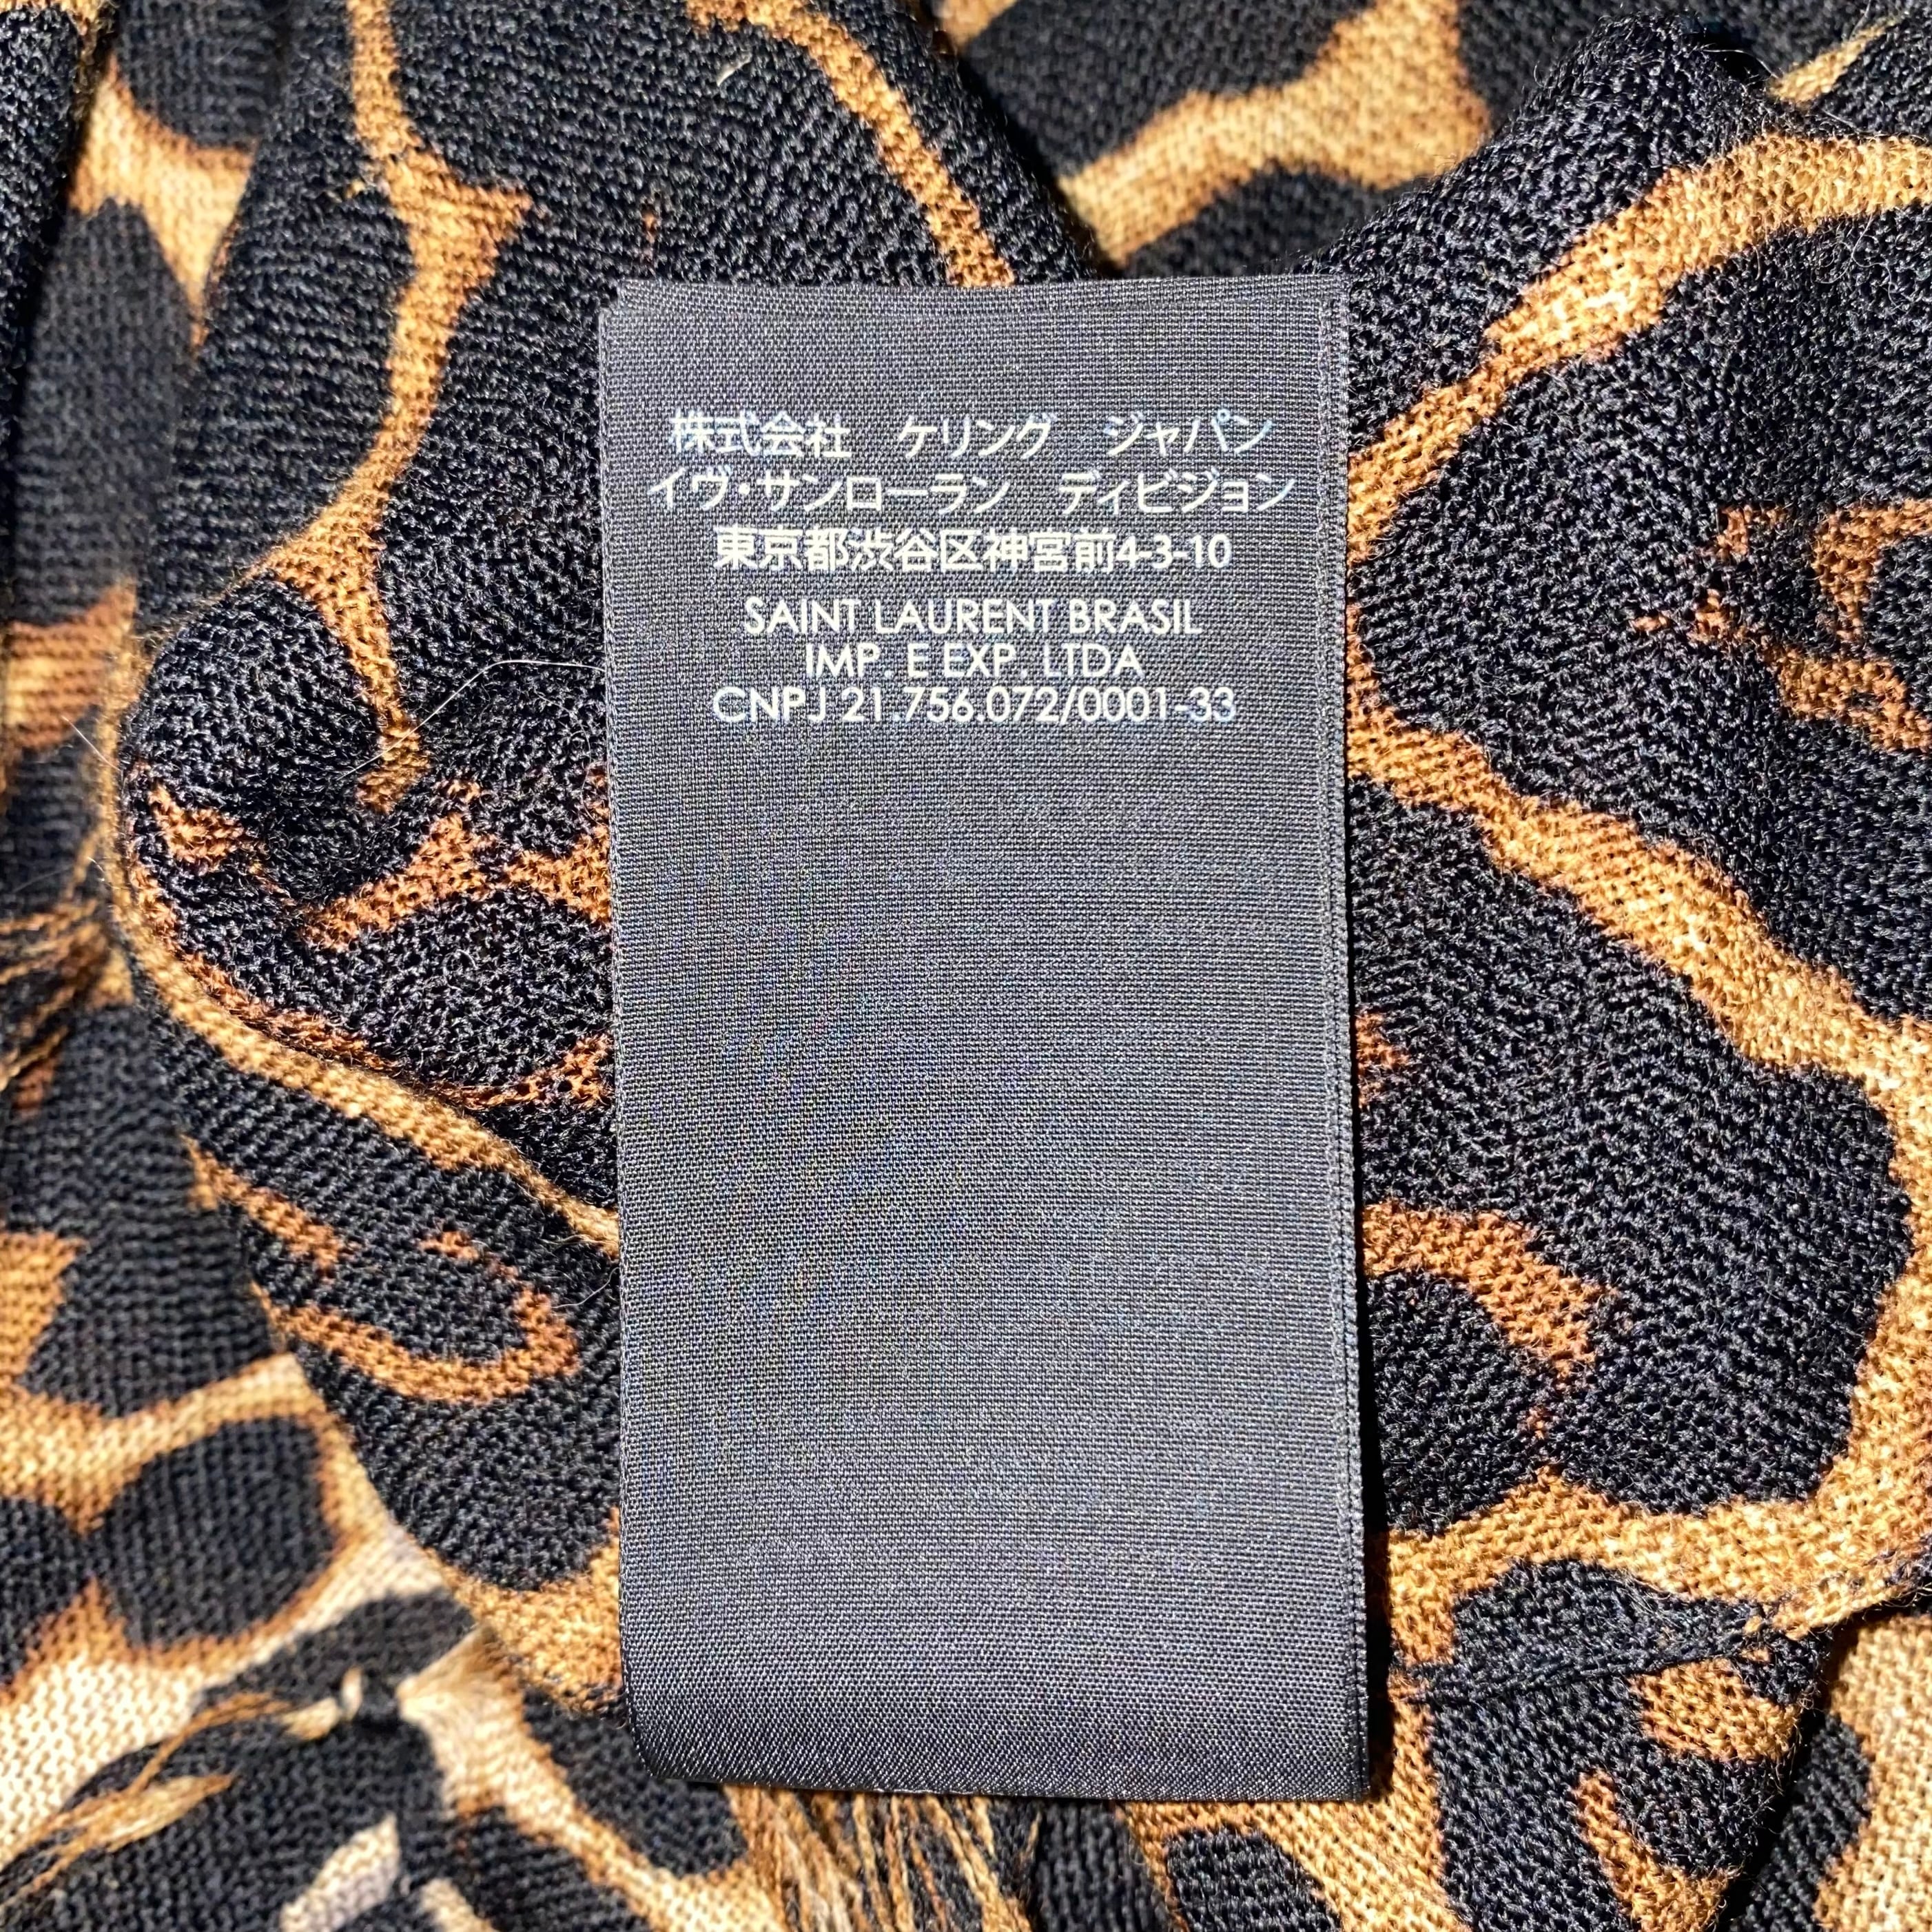 株式会社　ケリング　ジャパン
イヴ・サンローラン　ディビジョン
東京都渋谷区神宮前4-3-10
SAINT LAURENT BRASIL
IMP. E EXP. LTDA
CNPJ 21.756.072/0001-33